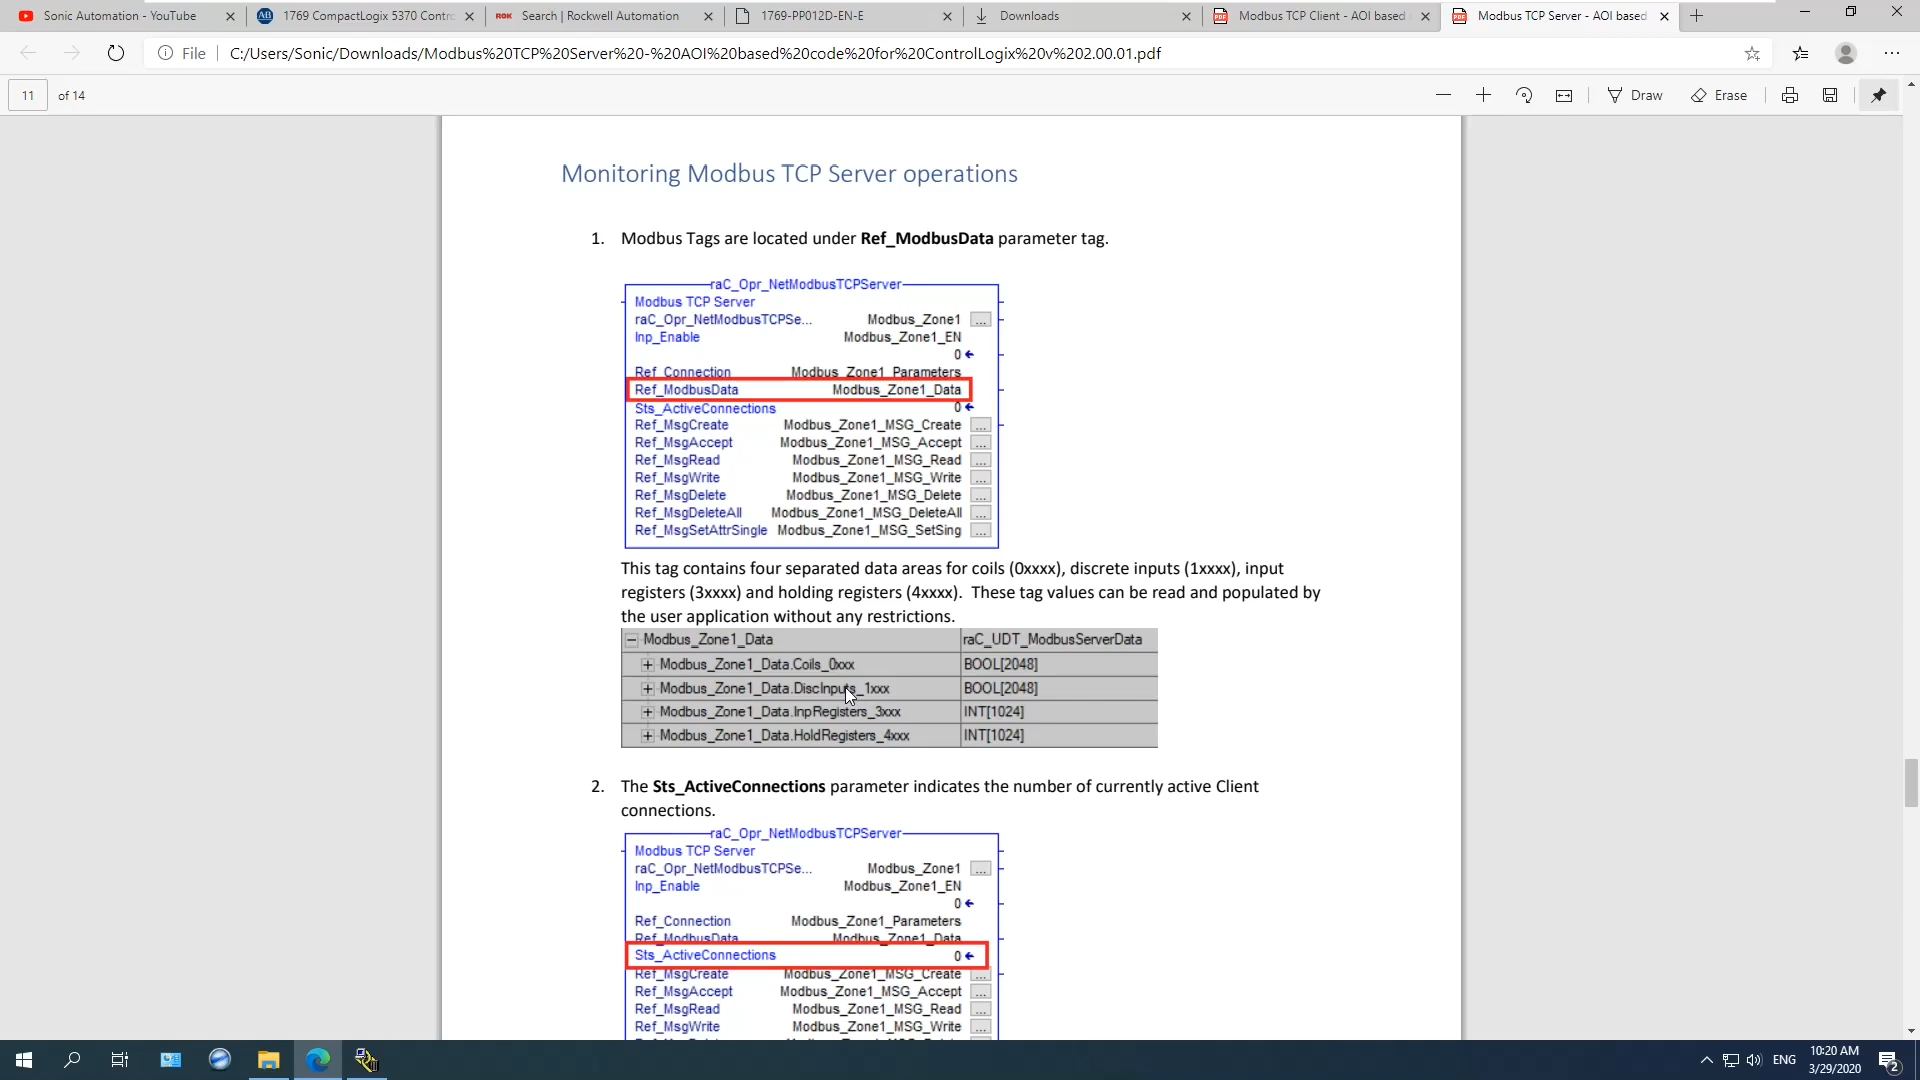 Sonic Automation - YouTube
1769 CompactLogix 5370 Contro
ROK Search | Rockwell Automation
1769-PP012D-EN-E
Downloads
Modbus TCP Client - AOI based
Modbus TCP Server - AOI based
File C:/Users/Sonic/Downloads/Modbus%20TCP%20Server%20-%20AOI%20based%20code%20for%20ControlLogix%20v%202.00.01.pdf
11 of 14
Draw
Erase
Monitoring Modbus TCP Server operations
1. Modbus Tags are located under Ref_ModbusData parameter tag.
raC_Opr_NetModbusTCPServer
Modbus TCP Server
raC_Opr_NetModbusTCPSe... Modbus_Zone1 ...
Inp_Enable Modbus_Zone1_EN
0
Ref_Connection Modbus_Zone1_Parameters
Ref_ModbusData Modbus_Zone1_Data
Sts_ActiveConnections 0
Ref_MsgCreate Modbus_Zone1_MSG_Create ...
Ref_MsgAccept Modbus_Zone1_MSG_Accept ...
Ref_MsgRead Modbus_Zone1_MSG_Read ...
Ref_MsgWrite Modbus_Zone1_MSG_Write ...
Ref_MsgDelete Modbus_Zone1_MSG_Delete ...
Ref_MsgDeleteAll Modbus_Zone1_MSG_DeleteAll ...
Ref_MsgSetAttrSingle Modbus_Zone1_MSG_SetSing ...
This tag contains four separated data areas for coils (0xxxx), discrete inputs (1xxxx), input
registers (3xxxx) and holding registers (4xxxx). These tag values can be read and populated by
the user application without any restrictions.
Modbus_Zone1_Data raC_UDT_ModbusServerData
Modbus_Zone1_Data.Coils_0xxx BOOL[2048]
Modbus_Zone1_Data.DiscInputs_1xxx BOOL[2048]
Modbus_Zone1_Data.InpRegisters_3xxx INT[1024]
Modbus_Zone1_Data.HoldRegisters_4xxx INT[1024]
2. The Sts_ActiveConnections parameter indicates the number of currently active Client
connections.
raC_Opr_NetModbusTCPServer
Modbus TCP Server
raC_Opr_NetModbusTCPSe... Modbus_Zone1 ...
Inp_Enable Modbus_Zone1_EN
0
Ref_Connection Modbus_Zone1_Parameters
Ref_ModbusData Modbus_Zone1_Data
Sts_ActiveConnections 0
Ref_MsgCreate Modbus_Zone1_MSG_Create ...
Ref_MsgAccept Modbus_Zone1_MSG_Accept ...
Ref_MsgRead Modbus_Zone1_MSG_Read ...
Ref_MsgWrite Modbus_Zone1_MSG_Write ...
ENG
10:20 AM
3/29/2020
2